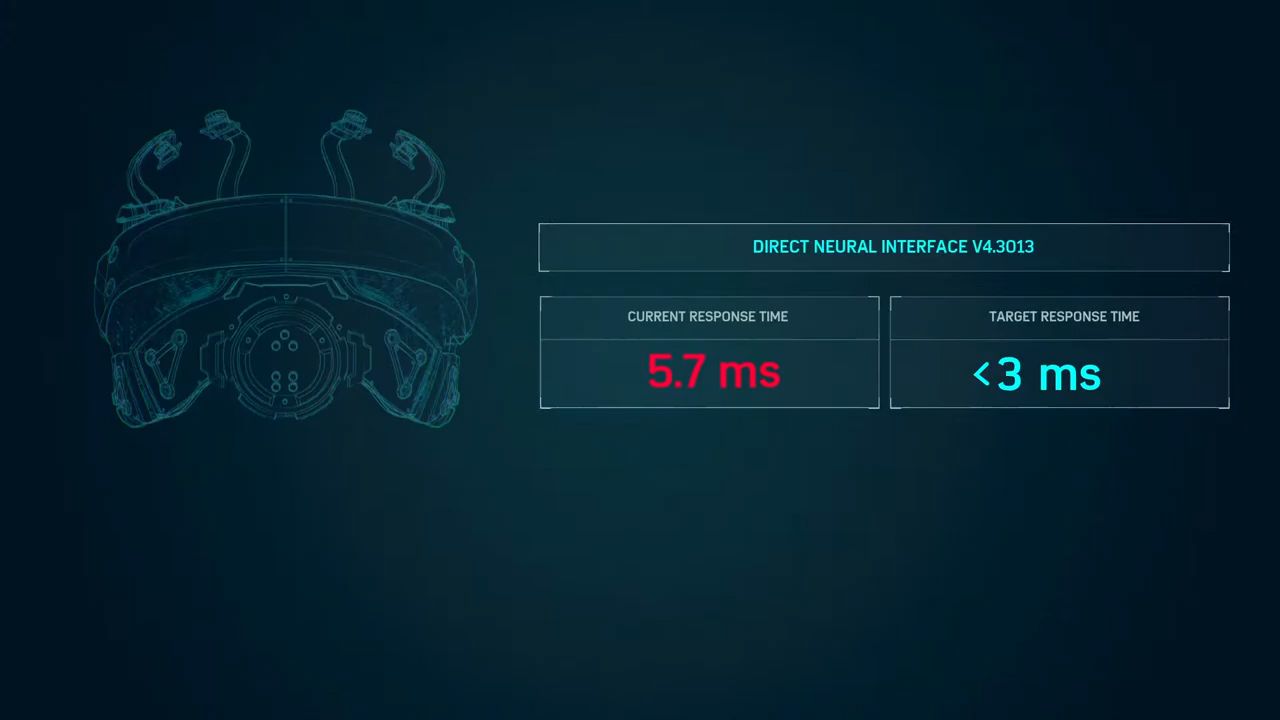 DIRECT NEURAL INTERFACE V4.3013
CURRENT RESPONSE TIME
5.7 ms
TARGET RESPONSE TIME
<3 ms